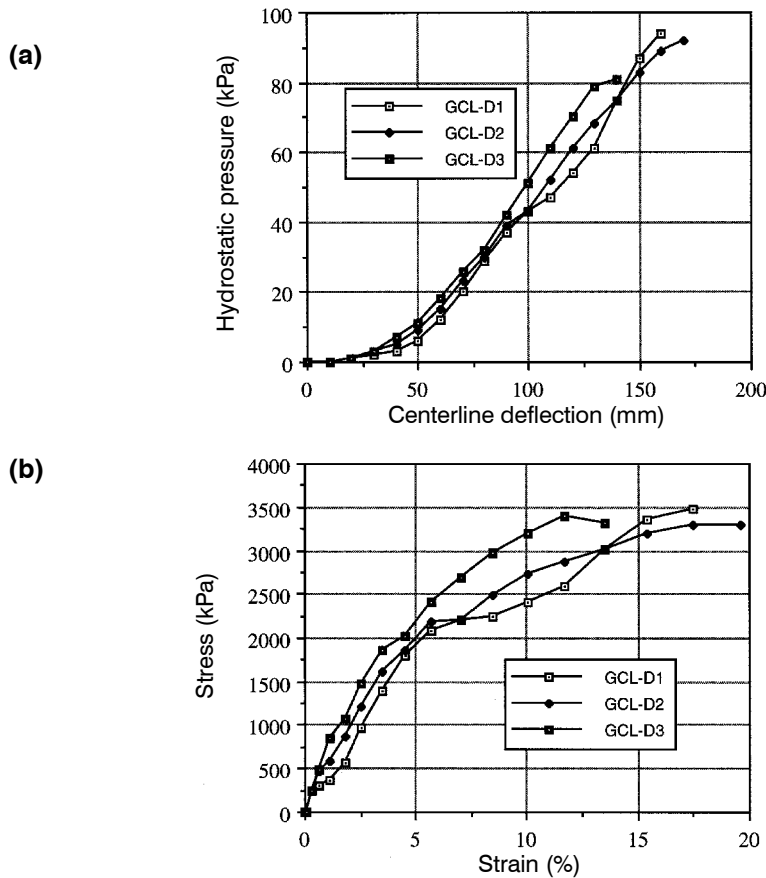 (a)
Hydrostatic pressure (kPa)
100
80
60
40
20
0
GCL-D1
GCL-D2
GCL-D3
0 50 100 150 200
Centerline deflection (mm)
(b)
Stress (kPa)
4000
3500
3000
2500
2000
1500
1000
500
0
GCL-D1
GCL-D2
GCL-D3
0 5 10 15 20
Strain (%)